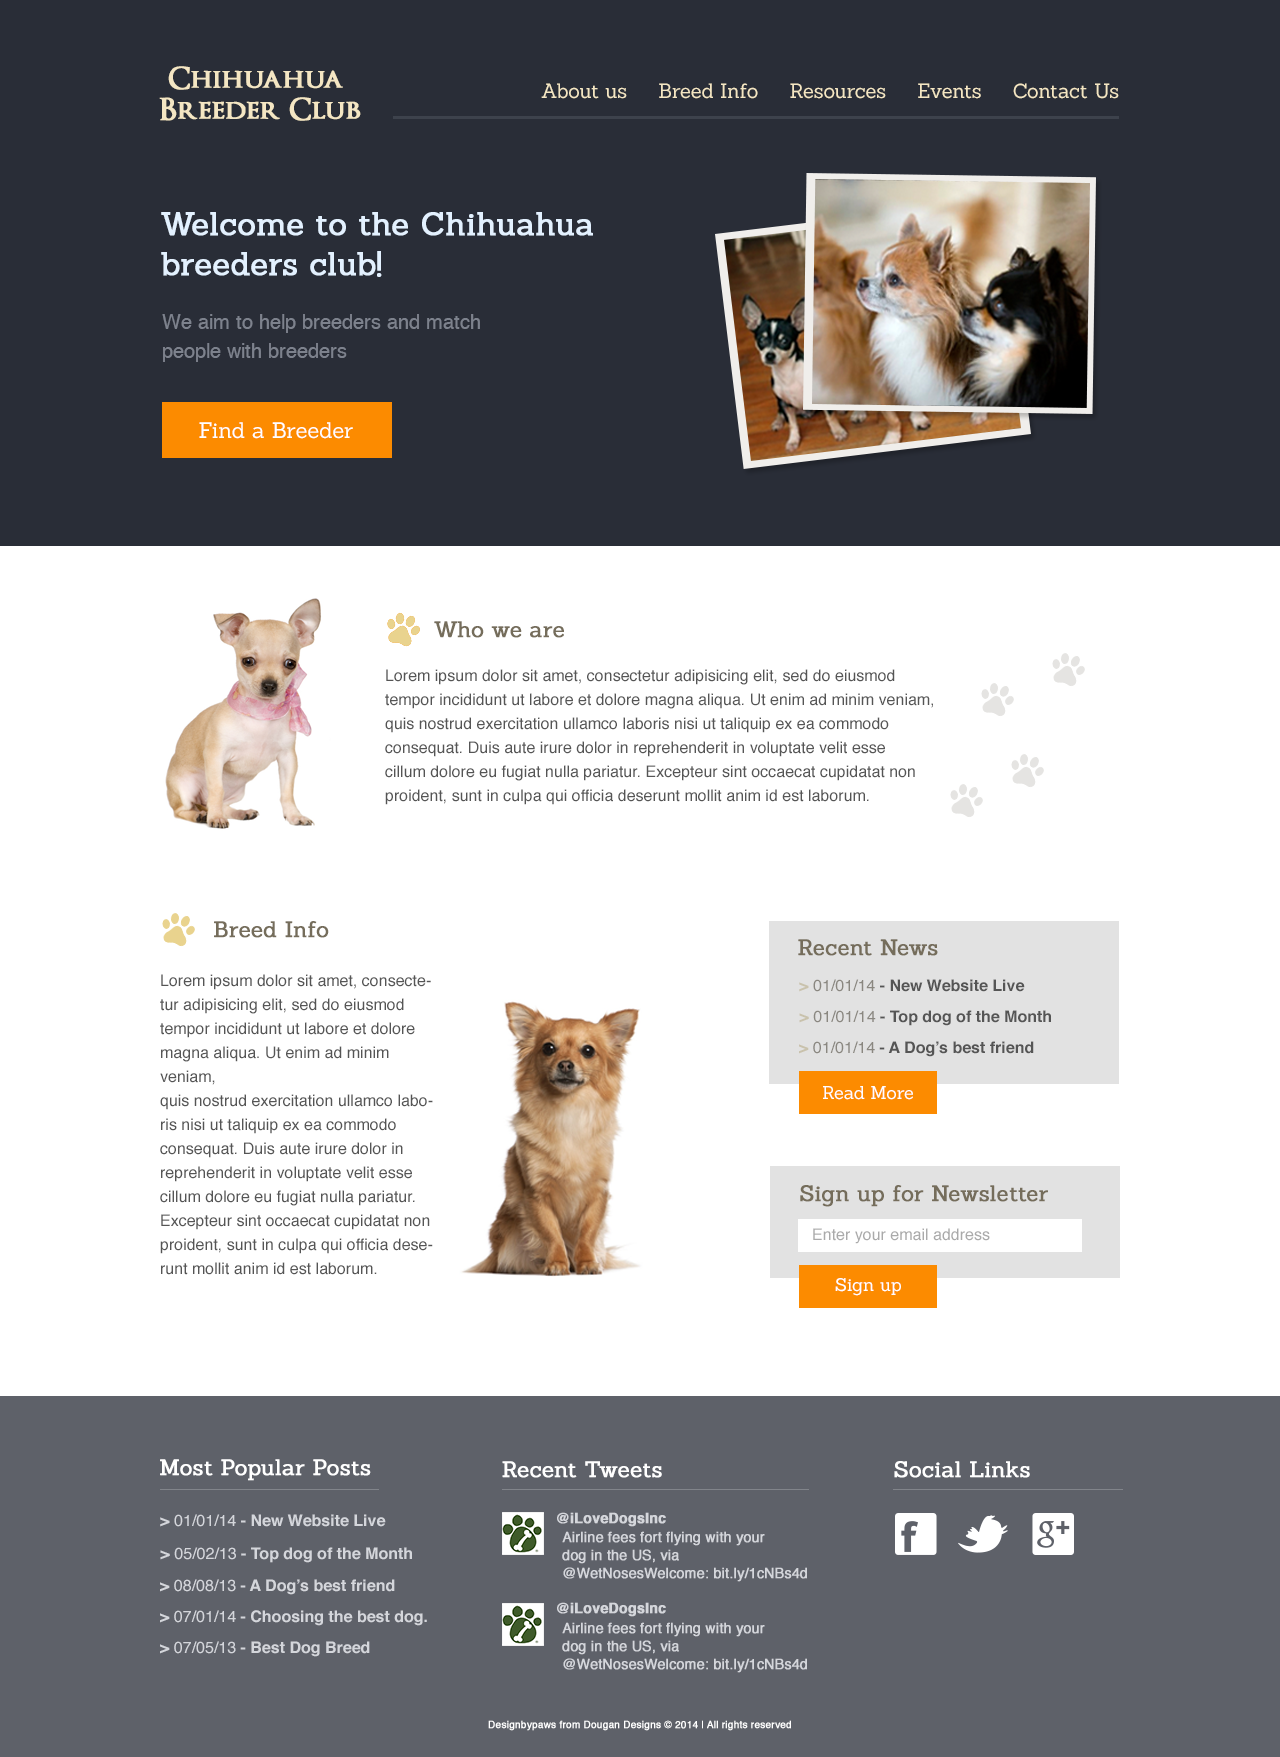 Chihuahua
Breeder Club
About us Breed Info Resources Events Contact Us
Welcome to the Chihuahua
breeders club!
We aim to help breeders and match
people with breeders
Find a Breeder
Who we are
Lorem ipsum dolor sit amet, consectetur adipisicing elit, sed do eiusmod
tempor incididunt ut labore et dolore magna aliqua. Ut enim ad minim veniam,
quis nostrud exercitation ullamco laboris nisi ut taliquip ex ea commodo
consequat. Duis aute irure dolor in reprehenderit in voluptate velit esse
cillum dolore eu fugiat nulla pariatur. Excepteur sint occaecat cupidatat non
proident, sunt in culpa qui officia deserunt mollit anim id est laborum.
Breed Info
Lorem ipsum dolor sit amet, consecte-
tur adipisicing elit, sed do eiusmod
tempor incididunt ut labore et dolore
magna aliqua. Ut enim ad minim
veniam,
quis nostrud exercitation ullamco labo-
ris nisi ut taliquip ex ea commodo
consequat. Duis aute irure dolor in
reprehenderit in voluptate velit esse
cillum dolore eu fugiat nulla pariatur.
Excepteur sint occaecat cupidatat non
proident, sunt in culpa qui officia dese-
runt mollit anim id est laborum.
Recent News
> 01/01/14 - New Website Live
> 01/01/14 - Top dog of the Month
> 01/01/14 - A Dog's best friend
Read More
Sign up for Newsletter
Enter your email address
Sign up
Most Popular Posts
> 01/01/14 - New Website Live
> 05/02/13 - Top dog of the Month
> 08/08/13 - A Dog's best friend
> 07/01/14 - Choosing the best dog.
> 07/05/13 - Best Dog Breed
Recent Tweets
@iLoveDogsInc
Airline fees fort flying with your
dog in the US, via
@WetNosesWelcome: bit.ly/1cNBs4d
@iLoveDogsInc
Airline fees fort flying with your
dog in the US, via
@WetNosesWelcome: bit.ly/1cNBs4d
Social Links
f g+
Designbypaws from Dougan Designs © 2014 | All rights reserved